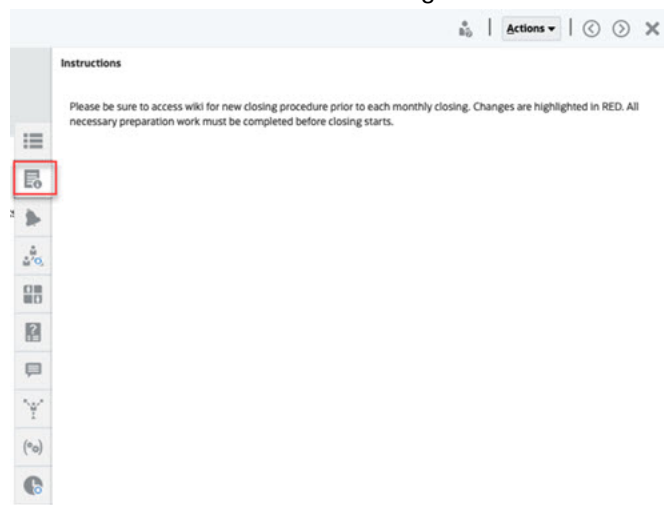 Actions
Instructions
Please be sure to access wiki for new closing procedure prior to each monthly closing. Changes are highlighted in RED. All
necessary preparation work must be completed before closing starts.